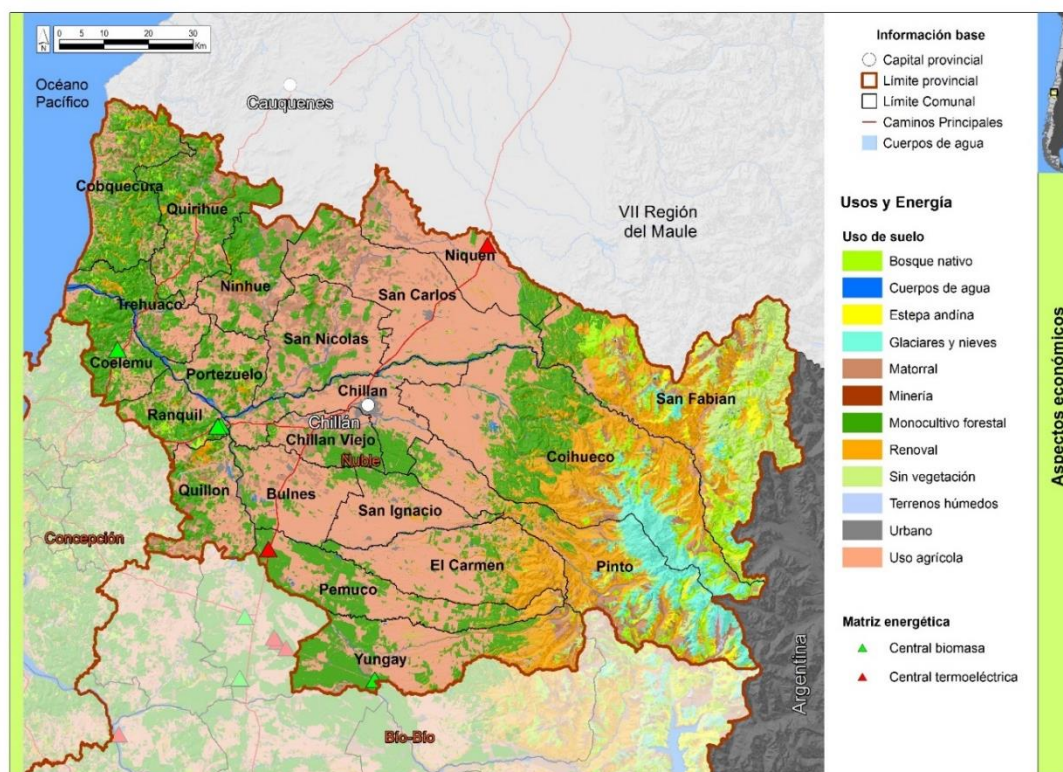 N
0 5 10 20 30
Km
Océano
Pacífico
Cauquenes
VII Región
del Maule
Cobquecura
Quirihue
Ninhue
Niquen
San Carlos
Trehuaco
San Nicolas
Coelemu
Portezuelo
Chillan
San Fabian
Ranquil
Chillán
Chillan Viejo
Ñuble
Coihueco
Quillon
Bulnes
San Ignacio
Concepción
El Carmen
Pinto
Pemuco
Yungay
Bío-Bío
Argentina
Información base
Capital provincial
Límite provincial
Límite Comunal
Caminos Principales
Cuerpos de agua
Usos y Energía
Uso de suelo
Bosque nativo
Cuerpos de agua
Estepa andína
Glaciares y nieves
Matorral
Minería
Monocultivo forestal
Renoval
Sin vegetación
Terrenos húmedos
Urbano
Uso agrícola
Matriz energética
Central biomasa
Central termoeléctrica
Aspectos económicos